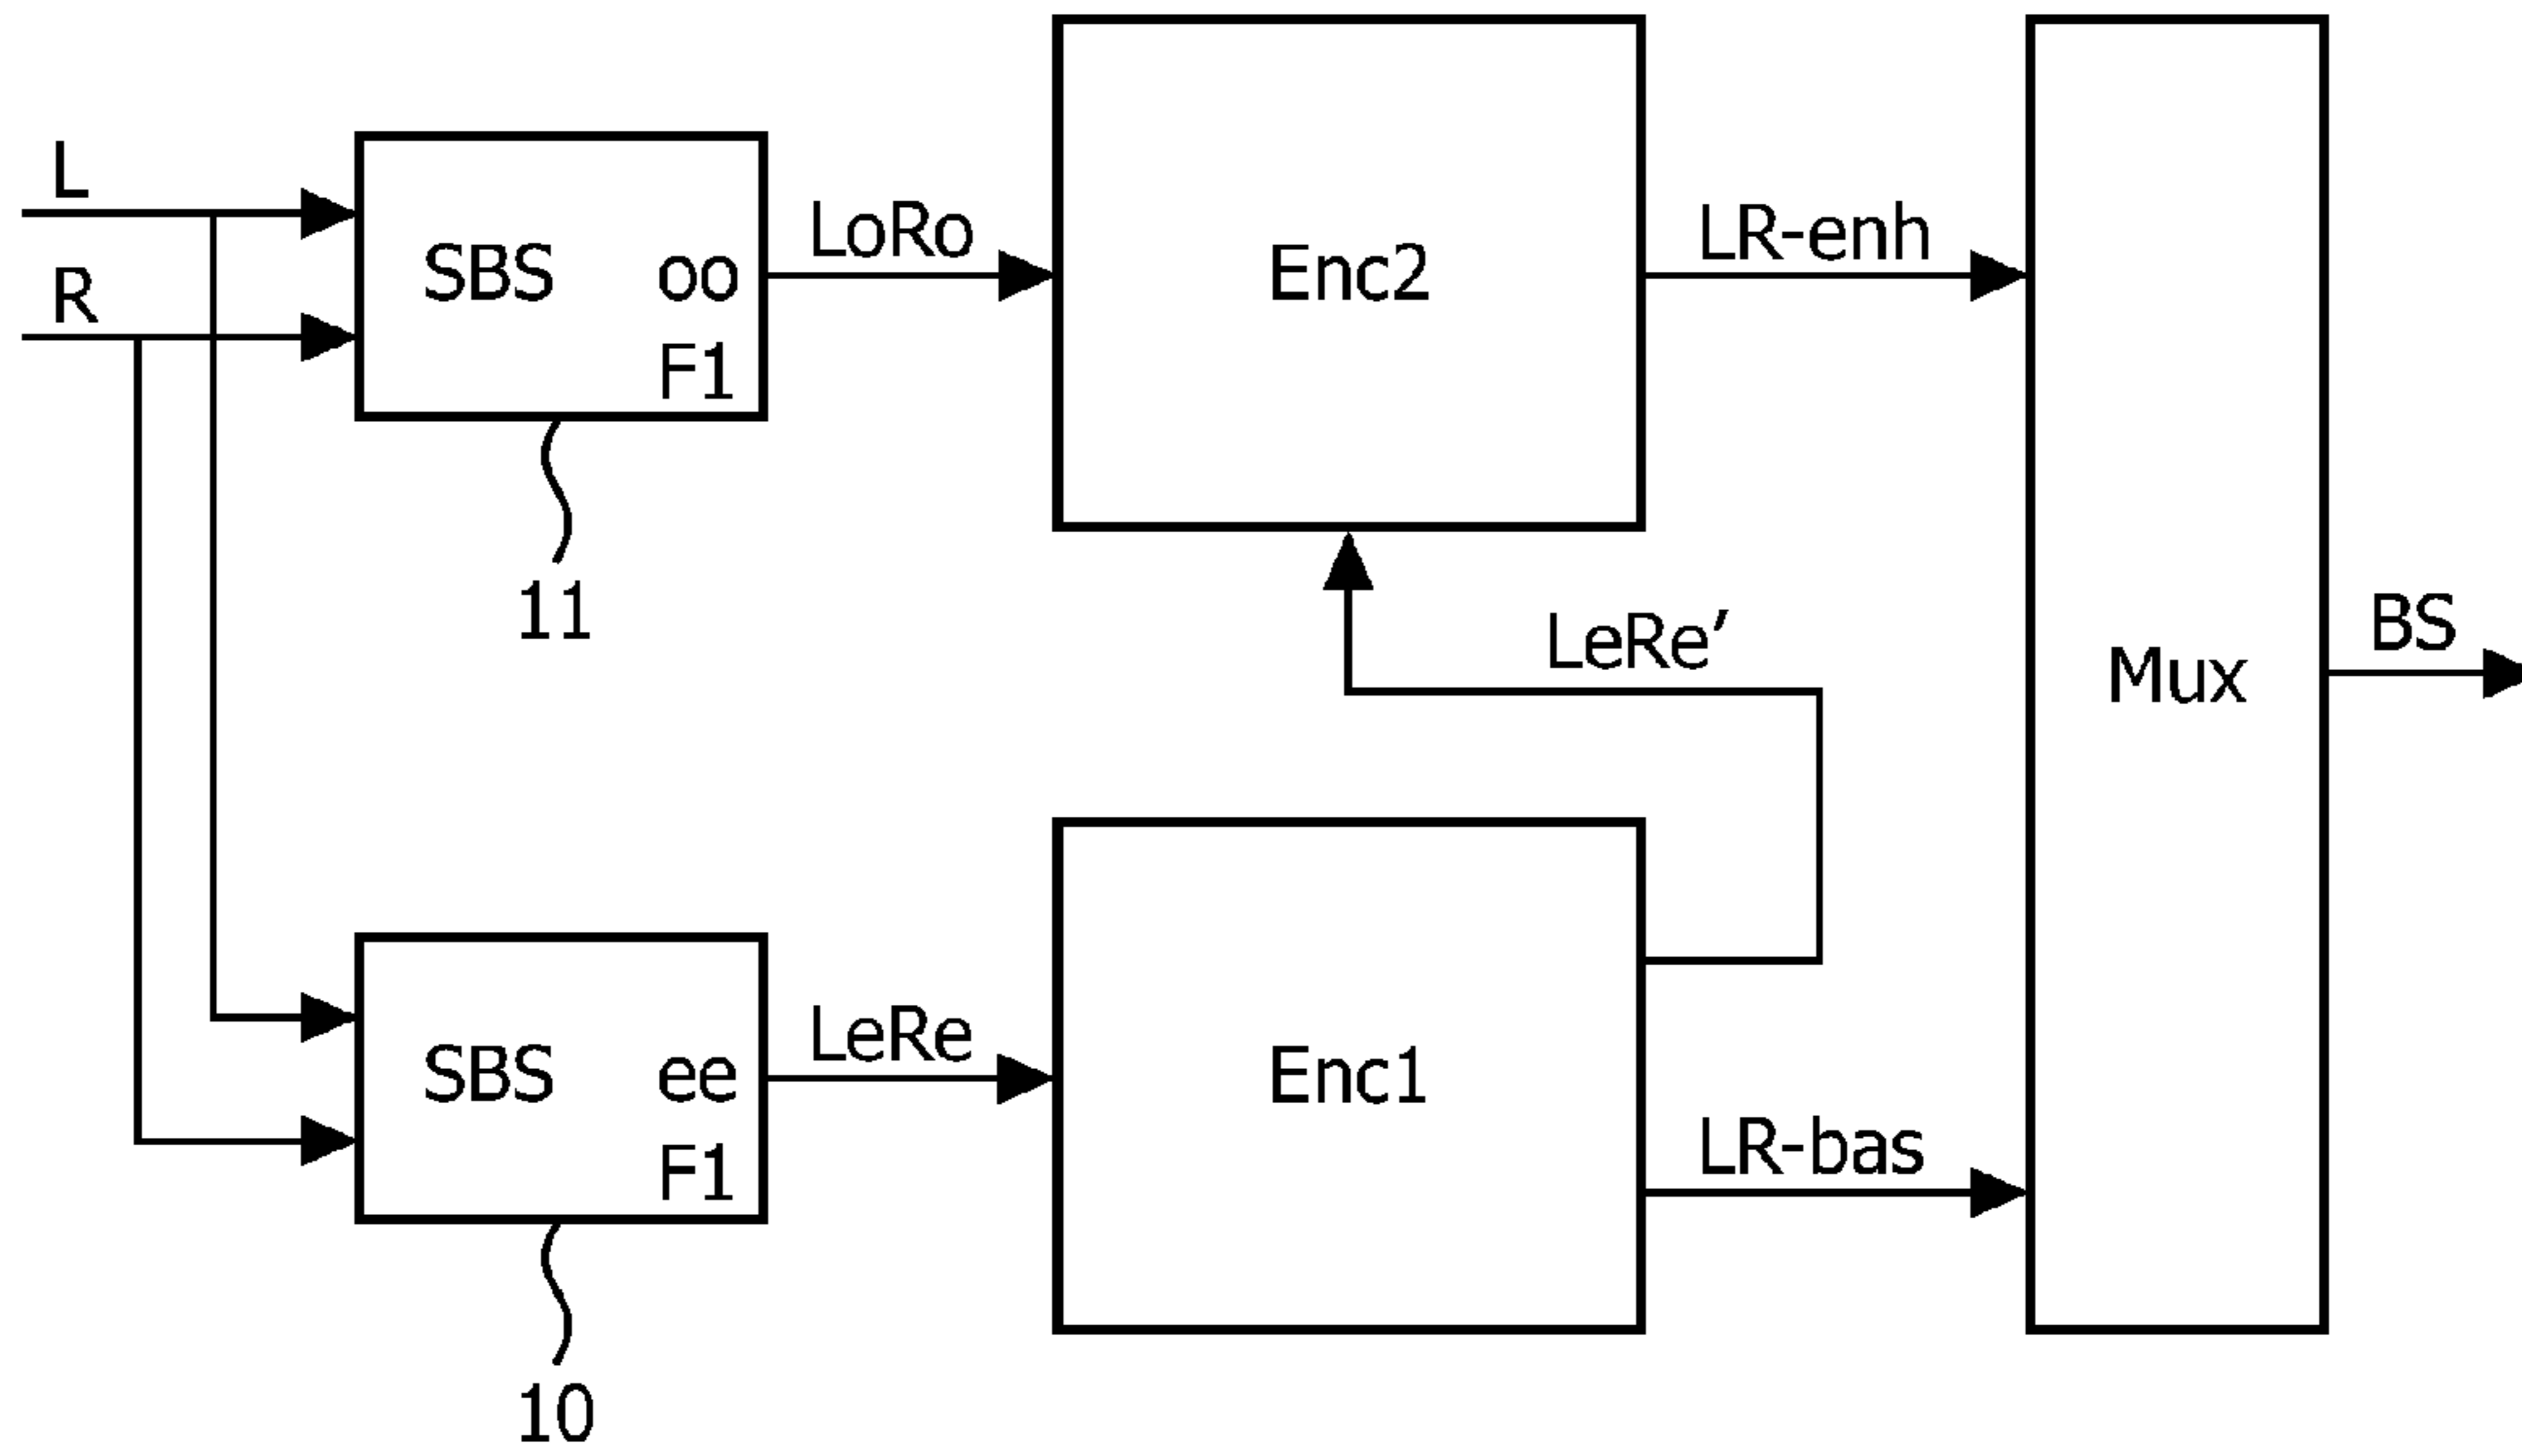 L
R
SBS oo
F1
11
LoRo
Enc2
LR-enh
LeRe’
Mux
BS
SBS ee
F1
10
LeRe
Enc1
LR-bas